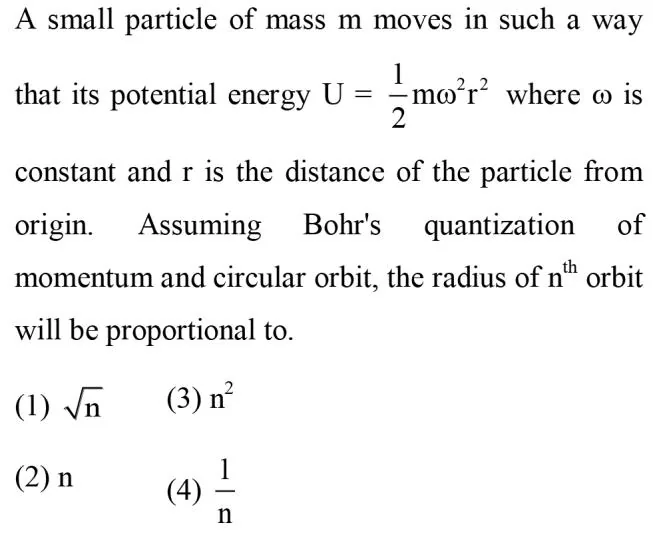 A small particle of mass m moves in such a way
that its potential energy U = 1/2 mω²r² where ω is
constant and r is the distance of the particle from
origin. Assuming Bohr's quantization of
momentum and circular orbit, the radius of nᵗʰ orbit
will be proportional to.
(1) √n (3) n²
(2) n (4) 1/n